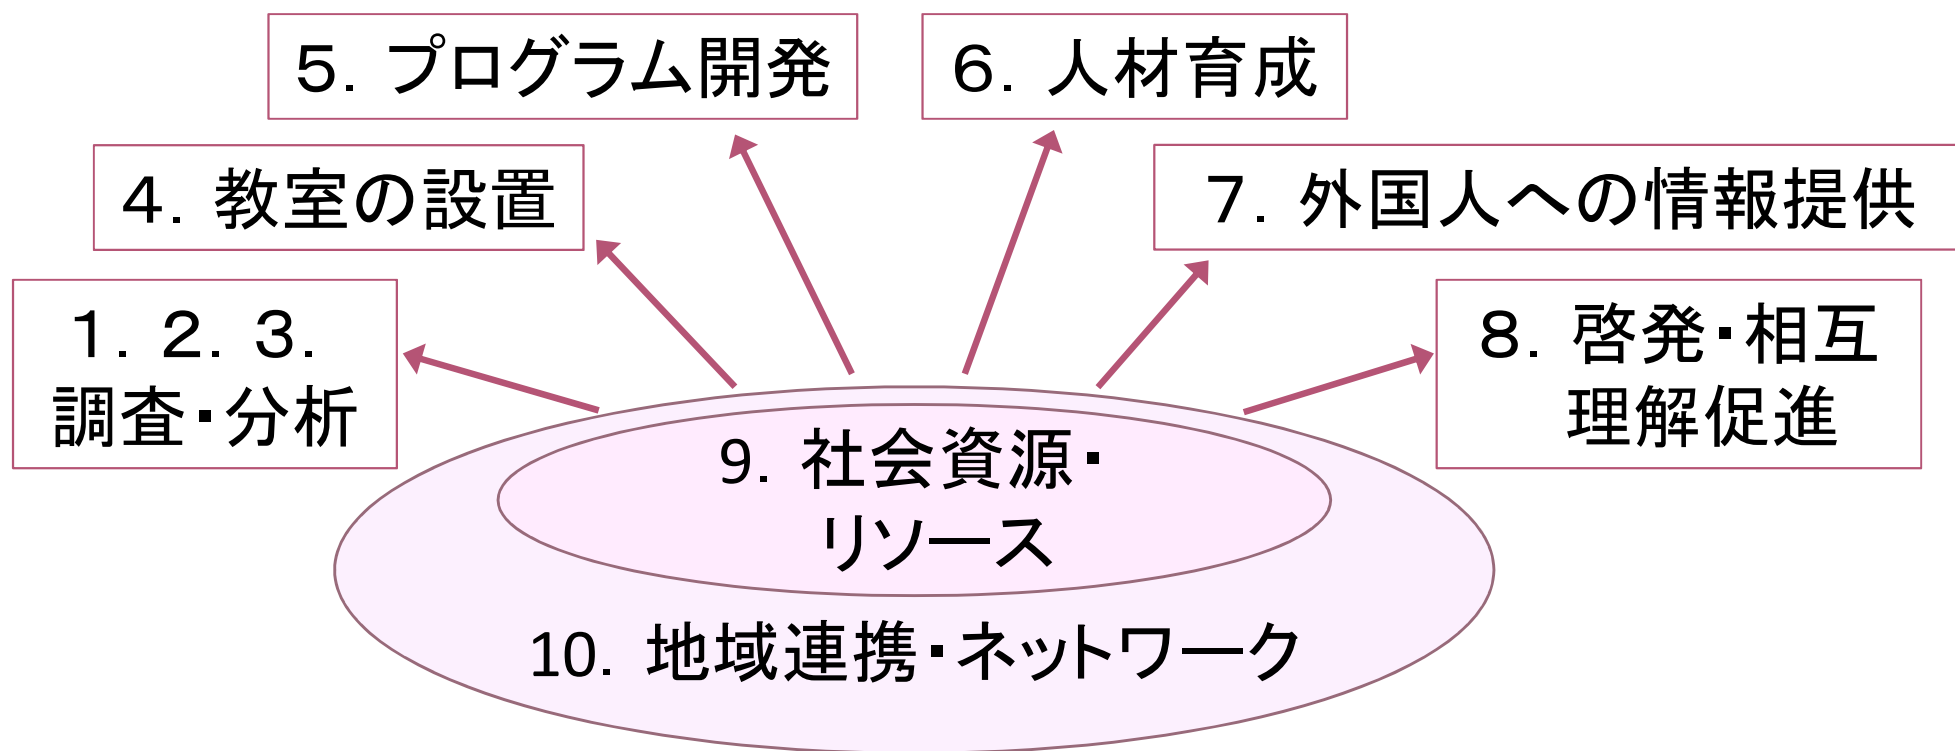 ５．プログラム開発
６．人材育成
４．教室の設置
７．外国人への情報提供
１．２．３．
調査・分析
８．啓発・相互
理解促進
9．社会資源・
リソース
10．地域連携・ネットワーク